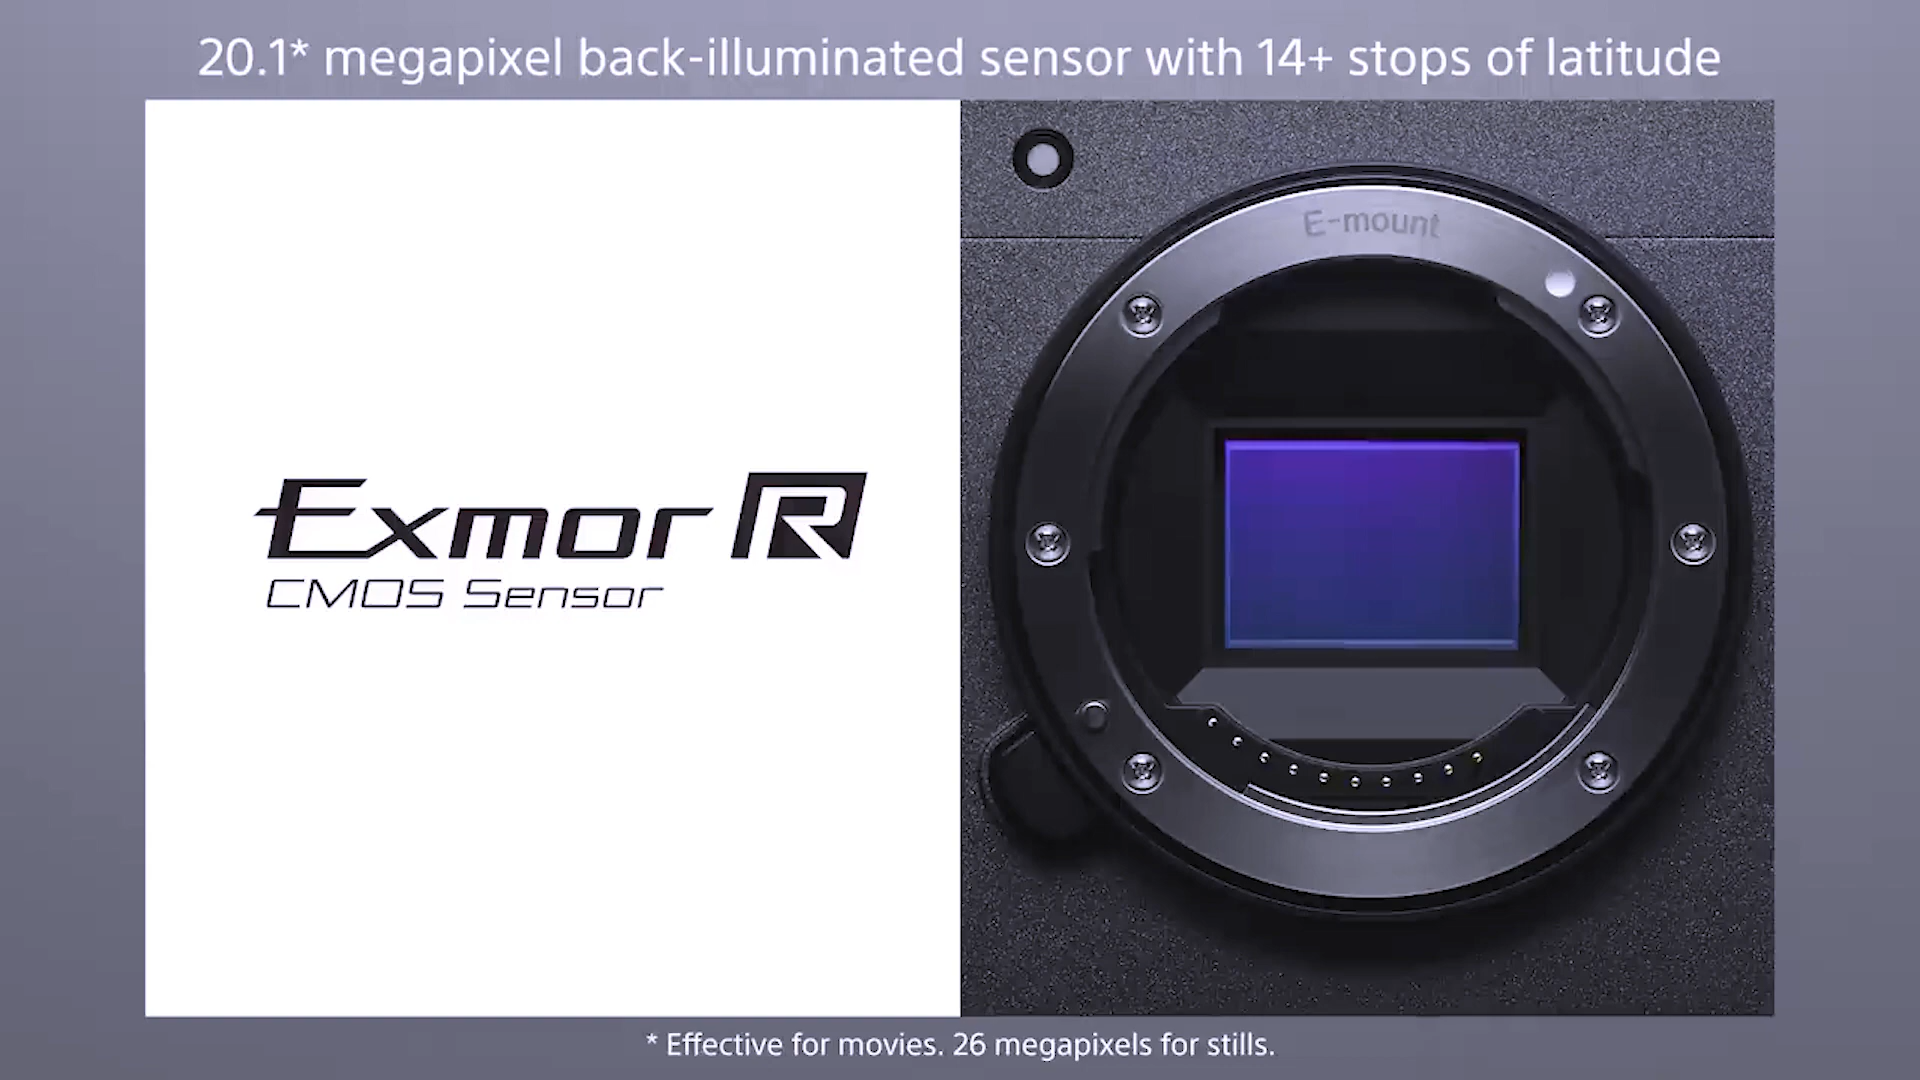 20.1* megapixel back-illuminated sensor with 14+ stops of latitude
E-mount
Exmor R
CMOS Sensor
* Effective for movies. 26 megapixels for stills.